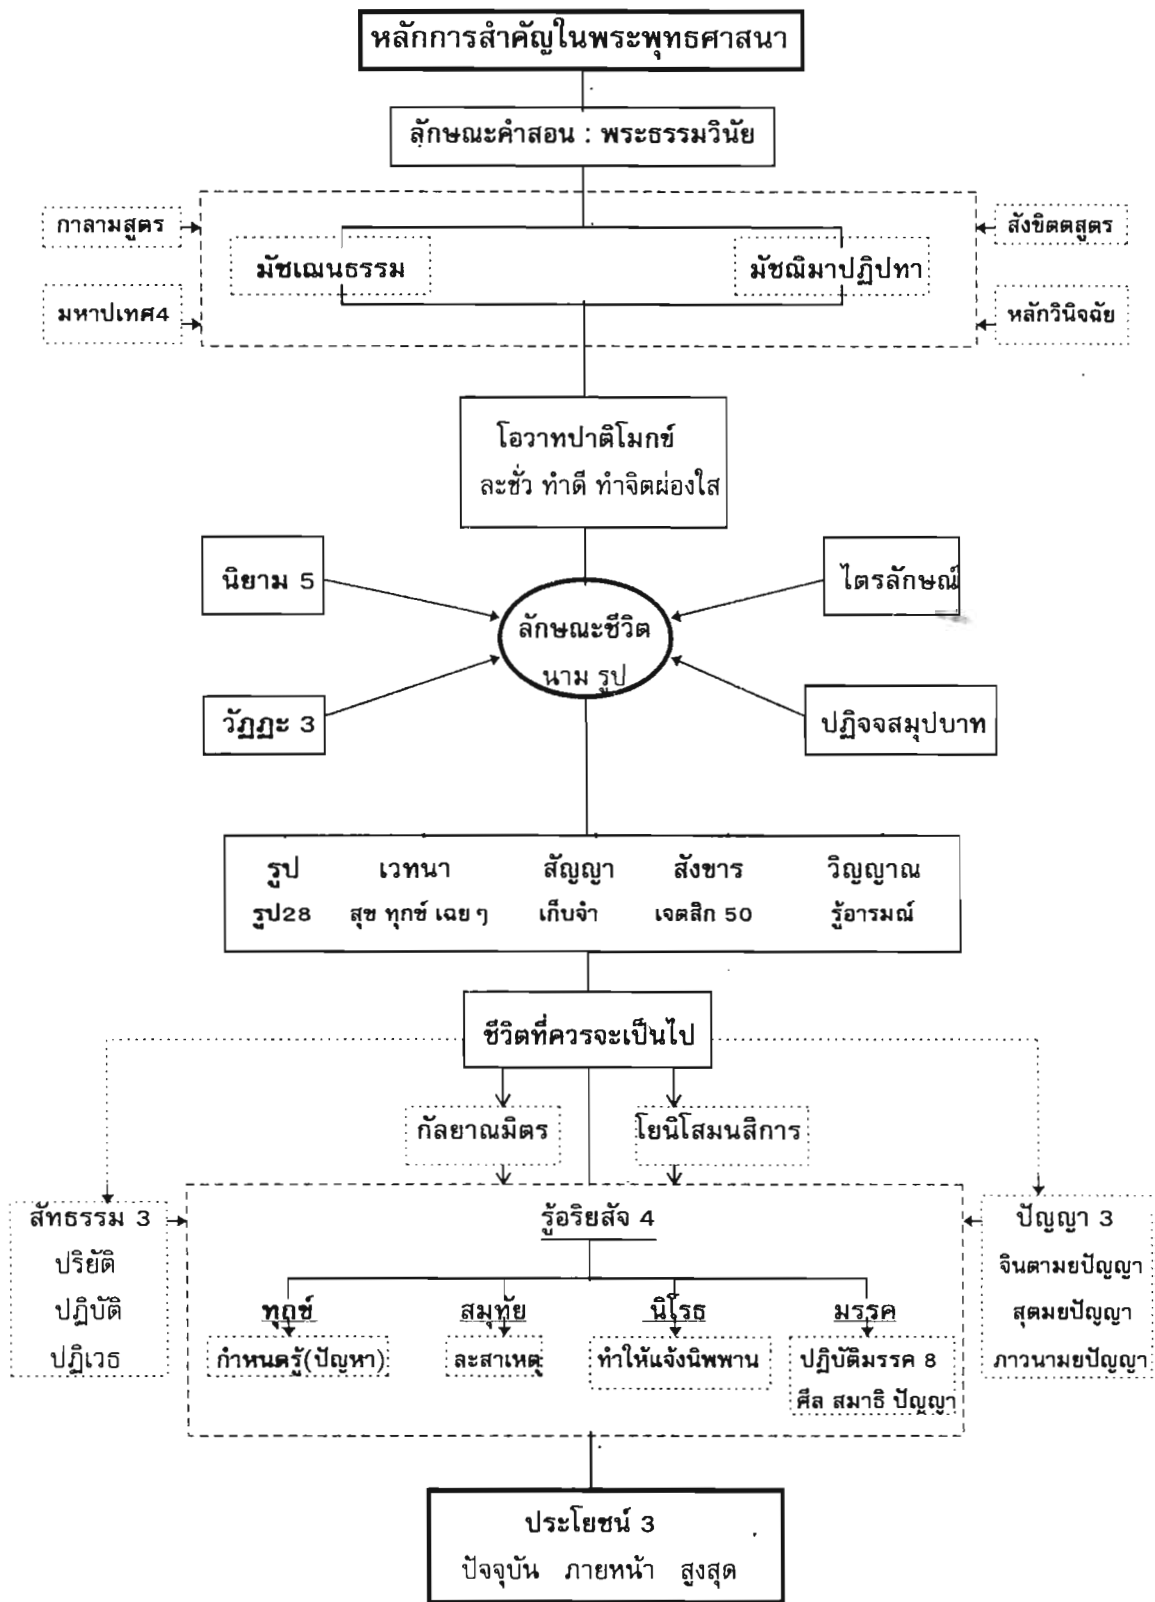 หลักการสำคัญในพระพุทธศาสนา
ลักษณะคำสอน : พระธรรมวินัย
กาลามสูตร
สังขิตตสูตร
มัชเฌนธรรม
มัชฌิมาปฏิปทา
มหาปเทศ4
หลักวินิจฉัย
โอวาทปาติโมกข์
ละชั่ว ทำดี ทำจิตผ่องใส
นิยาม 5
ไตรลักษณ์
ลักษณะชีวิต
นาม รูป
วัฏฏะ 3
ปฏิจจสมุปบาท
รูป เวทนา สัญญา สังขาร วิญญาณ
รูป28 สุข ทุกข์ เฉย ๆ เก็บจำ เจตสิก 50 รู้อารมณ์
ชีวิตที่ควรจะเป็นไป
กัลยาณมิตร
โยนิโสมนสิการ
สัทธรรม 3
ปริยัติ
ปฏิบัติ
ปฏิเวธ
รู้อริยสัจ 4
ทุกข์ สมุทัย นิโรธ มรรค
กำหนดรู้(ปัญหา) ละสาเหตุ ทำให้แจ้งนิพพาน ปฏิบัติมรรค 8
ศีล สมาธิ ปัญญา
ปัญญา 3
จินตามยปัญญา
สุตมยปัญญา
ภาวนามยปัญญา
ประโยชน์ 3
ปัจจุบัน ภายหน้า สูงสุด